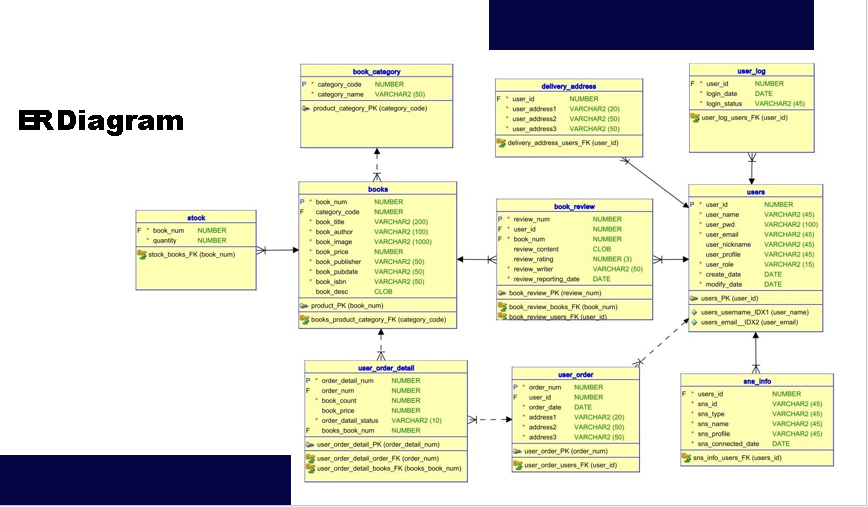 ER Diagram
book_category
P * category_code NUMBER
* category_name VARCHAR2 (50)
product_category_PK (category_code)
delivery_address
F * user_id NUMBER
* user_address1 VARCHAR2 (20)
* user_address2 VARCHAR2 (50)
* user_address3 VARCHAR2 (50)
delivery_address_users_FK (user_id)
user_log
F * user_id NUMBER
* login_date DATE
* login_status VARCHAR2 (45)
user_log_users_FK (user_id)
stock
F * book_num NUMBER
* quantity NUMBER
stock_books_FK (book_num)
books
P * book_num NUMBER
F category_code NUMBER
* book_title VARCHAR2 (200)
* book_author VARCHAR2 (100)
* book_image VARCHAR2 (1000)
* book_price NUMBER
* book_publisher VARCHAR2 (50)
* book_pubdate VARCHAR2 (50)
* book_isbn VARCHAR2 (50)
book_desc CLOB
product_PK (book_num)
books_product_category_FK (category_code)
book_review
P * review_num NUMBER
F * user_id NUMBER
F * book_num NUMBER
review_content CLOB
* review_rating NUMBER (3)
* review_writer VARCHAR2 (50)
* review_reporting_date DATE
book_review_PK (review_num)
book_review_books_FK (book_num)
book_review_users_FK (user_id)
users
P * user_id NUMBER
* user_name VARCHAR2 (45)
* user_pwd VARCHAR2 (100)
* user_email VARCHAR2 (45)
user_nickname VARCHAR2 (45)
user_profile VARCHAR2 (45)
* user_role VARCHAR2 (15)
* create_date DATE
* modify_date DATE
users_PK (user_id)
users_username_IDX1 (user_name)
users_email__IDX2 (user_email)
user_order_detail
P * order_detail_num NUMBER
F order_num NUMBER
* book_count NUMBER
book_price NUMBER
* order_detail_status VARCHAR2 (10)
F books_book_num NUMBER
user_order_detail_PK (order_detail_num)
user_order_detail_order_FK (order_num)
user_order_detail_books_FK (books_book_num)
user_order
P * order_num NUMBER
F user_id NUMBER
* order_date DATE
* address1 VARCHAR2 (20)
* address2 VARCHAR2 (50)
* address3 VARCHAR2 (50)
user_order_PK (order_num)
user_order_users_FK (user_id)
sns_info
F * users_id NUMBER
* sns_id VARCHAR2 (45)
* sns_type VARCHAR2 (45)
* sns_name VARCHAR2 (45)
* sns_profile VARCHAR2 (45)
* sns_connected_date DATE
sns_info_users_FK (users_id)